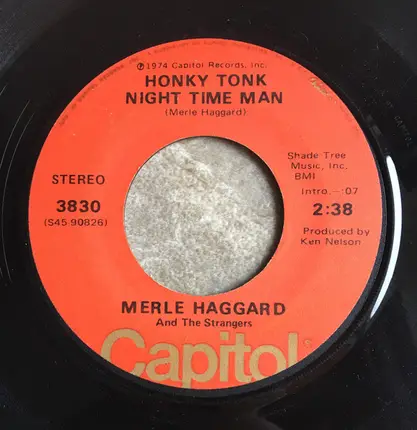 ℗1974 Capitol Records, Inc.
HONKY TONK
NIGHT TIME MAN
(Merle Haggard)
Shade Tree
Music, Inc.
BMI
STEREO
Intro.–:07
3830
2:38
(S45 90826)
Produced by
Ken Nelson
MERLE HAGGARD
And The Strangers
Capitol